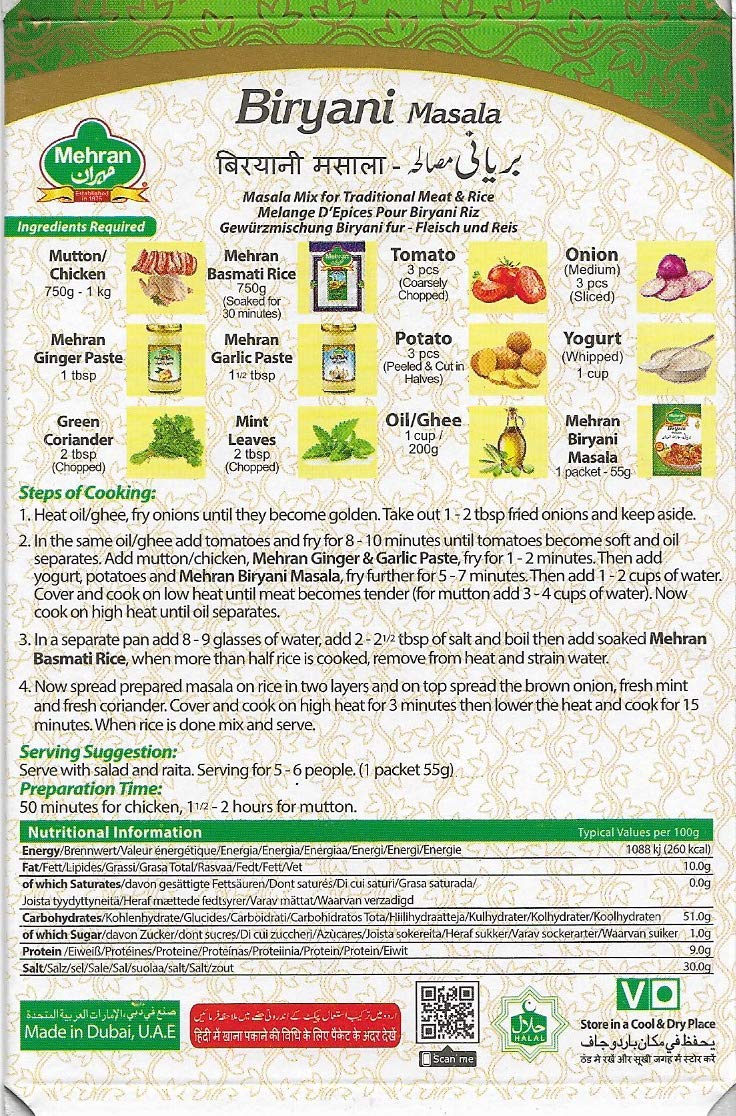 Biryani Masala
बिरयानी मसाला - بریانی مصالحہ
Mehran
مہران
Established in 1975
Masala Mix for Traditional Meat & Rice
Melange D'Epices Pour Biryani Riz
Gewürzmischung Biryani fur - Fleisch und Reis
Ingredients Required
Mutton/
Chicken
750g - 1 kg
Mehran
Basmati Rice
750g
(Soaked for
30 minutes)
Tomato
3 pcs
(Coarsely
Chopped)
Onion
(Medium)
3 pcs
(Sliced)
Mehran
Ginger Paste
1 tbsp
Mehran
Garlic Paste
1 1/2 tbsp
Potato
3 pcs
(Peeled & Cut in
Halves)
Yogurt
(Whipped)
1 cup
Green
Coriander
2 tbsp
(Chopped)
Mint
Leaves
2 tbsp
(Chopped)
Oil/Ghee
1 cup /
200g
Mehran
Biryani
Masala
1 packet - 55g
Steps of Cooking:
1. Heat oil/ghee, fry onions until they become golden. Take out 1 - 2 tbsp fried onions and keep aside.
2. In the same oil/ghee add tomatoes and fry for 8 - 10 minutes until tomatoes become soft and oil
separates. Add mutton/chicken, Mehran Ginger & Garlic Paste, fry for 1 - 2 minutes. Then add
yogurt, potatoes and Mehran Biryani Masala, fry further for 5 - 7 minutes. Then add 1 - 2 cups of water.
Cover and cook on low heat until meat becomes tender (for mutton add 3 - 4 cups of water). Now
cook on high heat until oil separates.
3. In a separate pan add 8 - 9 glasses of water, add 2 - 2 1/2 tbsp of salt and boil then add soaked Mehran
Basmati Rice, when more than half rice is cooked, remove from heat and strain water.
4. Now spread prepared masala on rice in two layers and on top spread the brown onion, fresh mint
and fresh coriander. Cover and cook on high heat for 3 minutes then lower the heat and cook for 15
minutes. When rice is done mix and serve.
Serving Suggestion:
Serve with salad and raita. Serving for 5 - 6 people. (1 packet 55g)
Preparation Time:
50 minutes for chicken, 1 1/2 - 2 hours for mutton.
Nutritional Information Typical Values per 100g
Energy/Brennwert/Valeur énergétique/Energia/Energia/Energiaa/Energi/Energi/Energie 1088 kj (260 kcal)
Fat/Fett/Lipides/Grassi/Grasa Total/Rasvaa/Fedt/Fett/Vet 10.0g
of which Saturates/davon gesättigte Fettsäuren/Dont saturés/Di cui saturi/Grasa saturada/ 0.0g
Joista tyydyttyneitä/Heraf mættede fedtsyrer/Varav mättat/Waarvan verzadigd
Carbohydrates/Kohlenhydrate/Glucides/Carboidrati/Carbohidratos Tota/Hiilihydraatteja/Kulhydrater/Kolhydrater/Koolhydraten 51.0g
of which Sugar/davon Zucker/dont sucres/Di cui zuccheri/Azùcares/Joista sokereita/Heraf sukker/Varav sockerarter/Waarvan suiker 1.0g
Protein /Eiweiß/Protéines/Proteine/Proteínas/Proteiinia/Protein/Protein/Eiwit 9.0g
Salt/Salz/sel/Sale/Sal/suolaa/salt/Salt/zout 30.0g
صنع في دبي، الإمارات العربية المتحدة
Made in Dubai, U.A.E
اردو میں ترکیب استعمال پیکٹ کے اندرونی حصے میں ملاحظہ فرمائیں
हिंदी में खाना पकाने की विधि के लिए पैकेट के अंदर देखें
Scan me
حلال
HALAL
V
Store in a Cool & Dry Place
يحفظ في مكان بارد و جاف
ठंड मे रखें और सूखी जगह में स्टोर करें